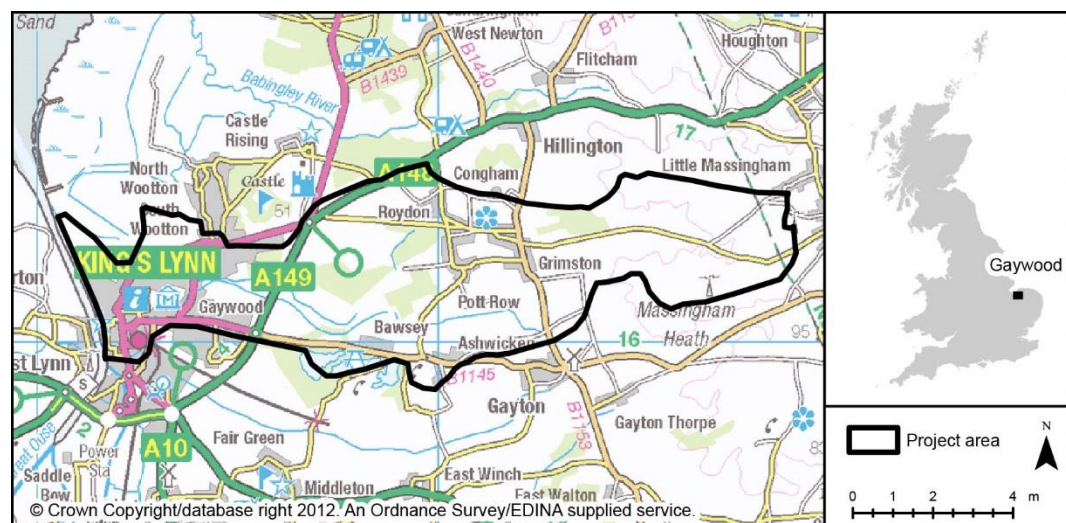 Sand
West Newton
B1439
B1440
Flitcham
Houghton
Babingley River
Castle
Rising
17
North
Wootton
Castle
51
A148
Congham
Hillington
Little Massingham
South
Wootton
Roydon
KING'S LYNN
A149
Grimston
Gaywood
Pott Row
Massingham
Heath
Bawsey
Ashwicken
16
95
B1145
Gayton
Gayton Thorpe
B1153
2
A10
Fair Green
Power
Sta
Saddle
Bow
Middleton
East Winch
East Walton
© Crown Copyright/database right 2012. An Ordnance Survey/EDINA supplied service.
Gaywood
Project area
N
0 1 2 4 m